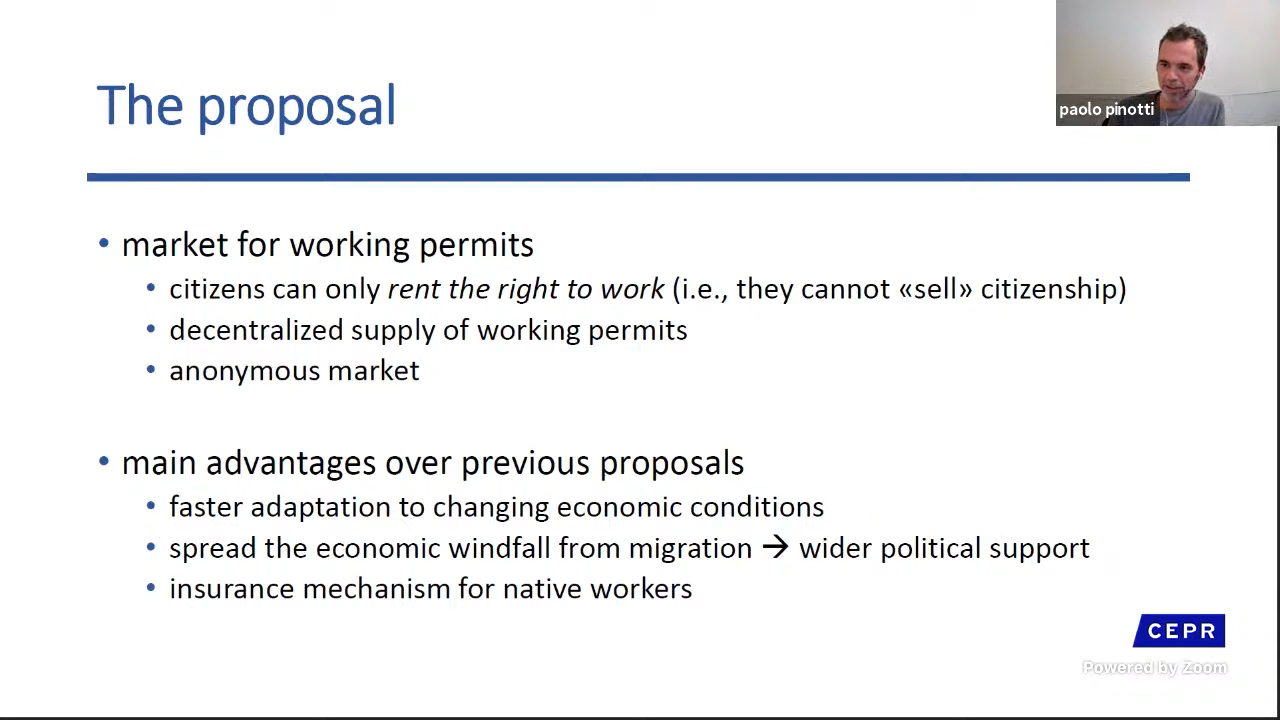 The proposal
paolo pinotti
• market for working permits
• citizens can only rent the right to work (i.e., they cannot «sell» citizenship)
• decentralized supply of working permits
• anonymous market
• main advantages over previous proposals
• faster adaptation to changing economic conditions
• spread the economic windfall from migration → wider political support
• insurance mechanism for native workers
CEPR
Powered by Zoom